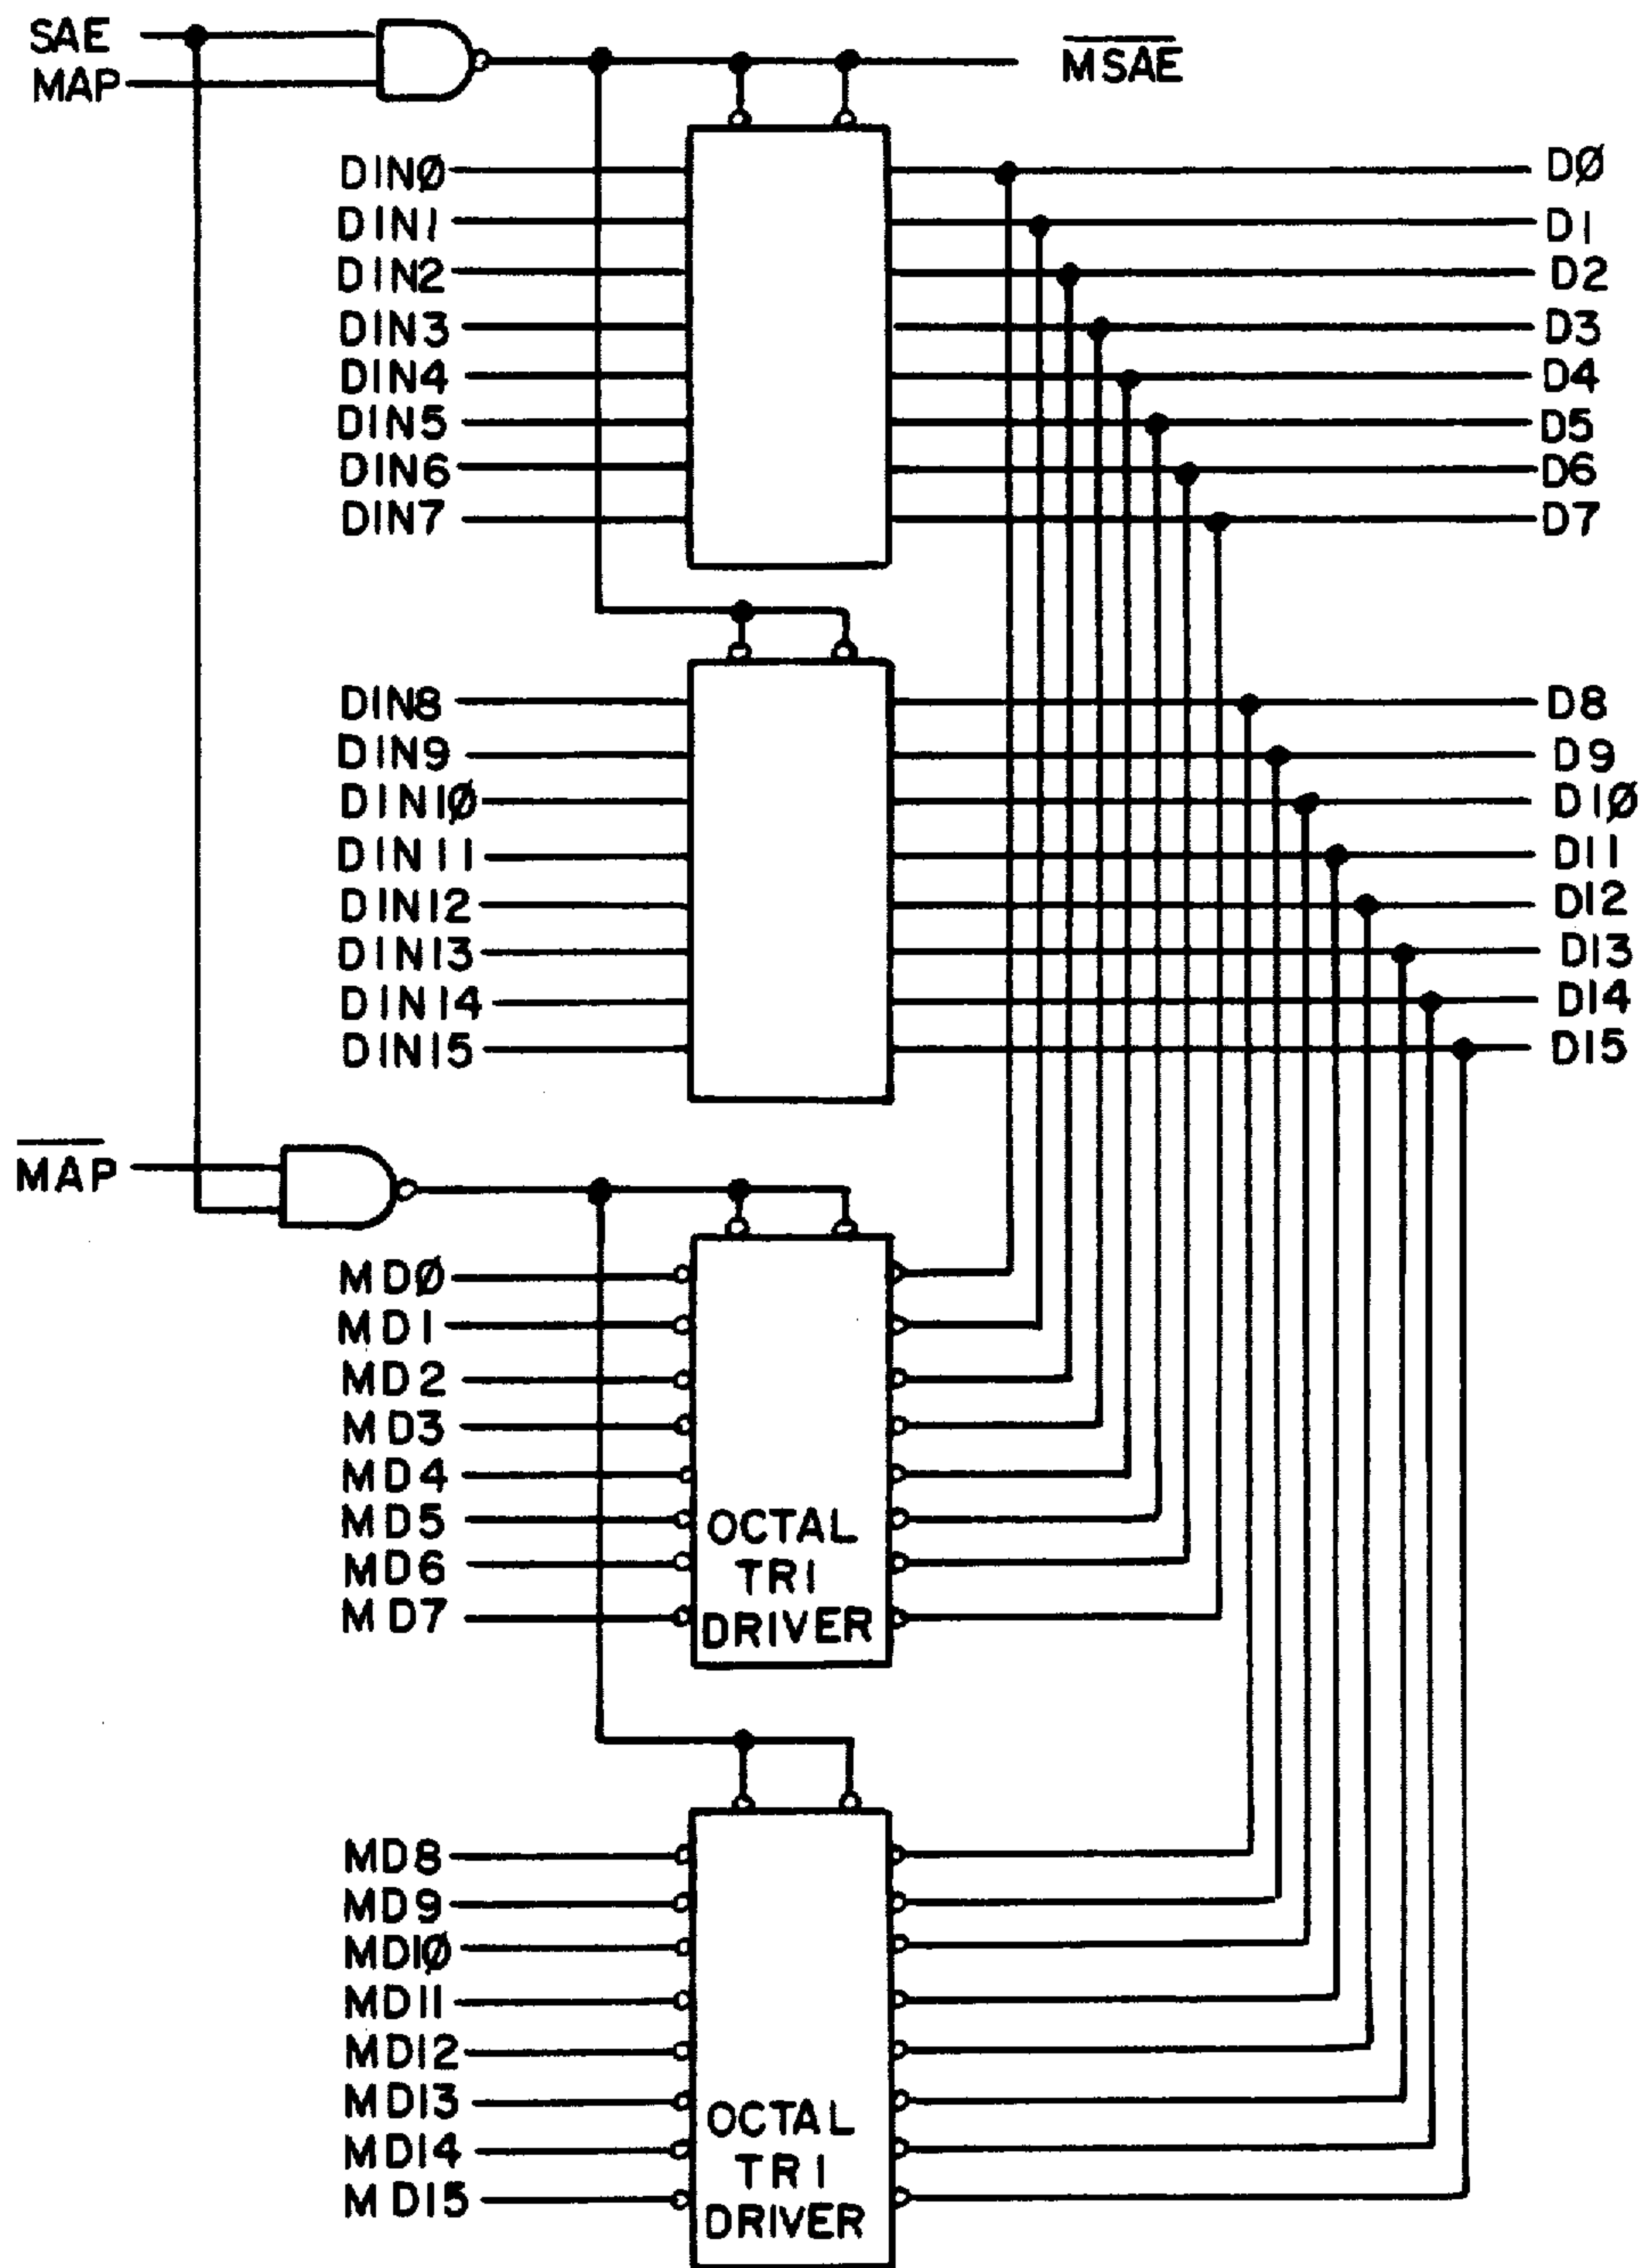 SAE
MAP
M̅S̅A̅E̅
DINØ
DØ
DIN1
D1
DIN2
D2
DIN3
D3
DIN4
D4
DIN5
D5
DIN6
D6
DIN7
D7
DIN8
D8
DIN9
D9
DIN1Ø
D1Ø
DIN11
D11
DIN12
D12
DIN13
D13
DIN14
D14
DIN15
D15
M̅A̅P̅
MDØ
MD1
MD2
MD3
MD4
MD5
MD6
MD7
OCTAL
TRI
DRIVER
MD8
MD9
MD1Ø
MD11
MD12
MD13
MD14
MD15
OCTAL
TRI
DRIVER